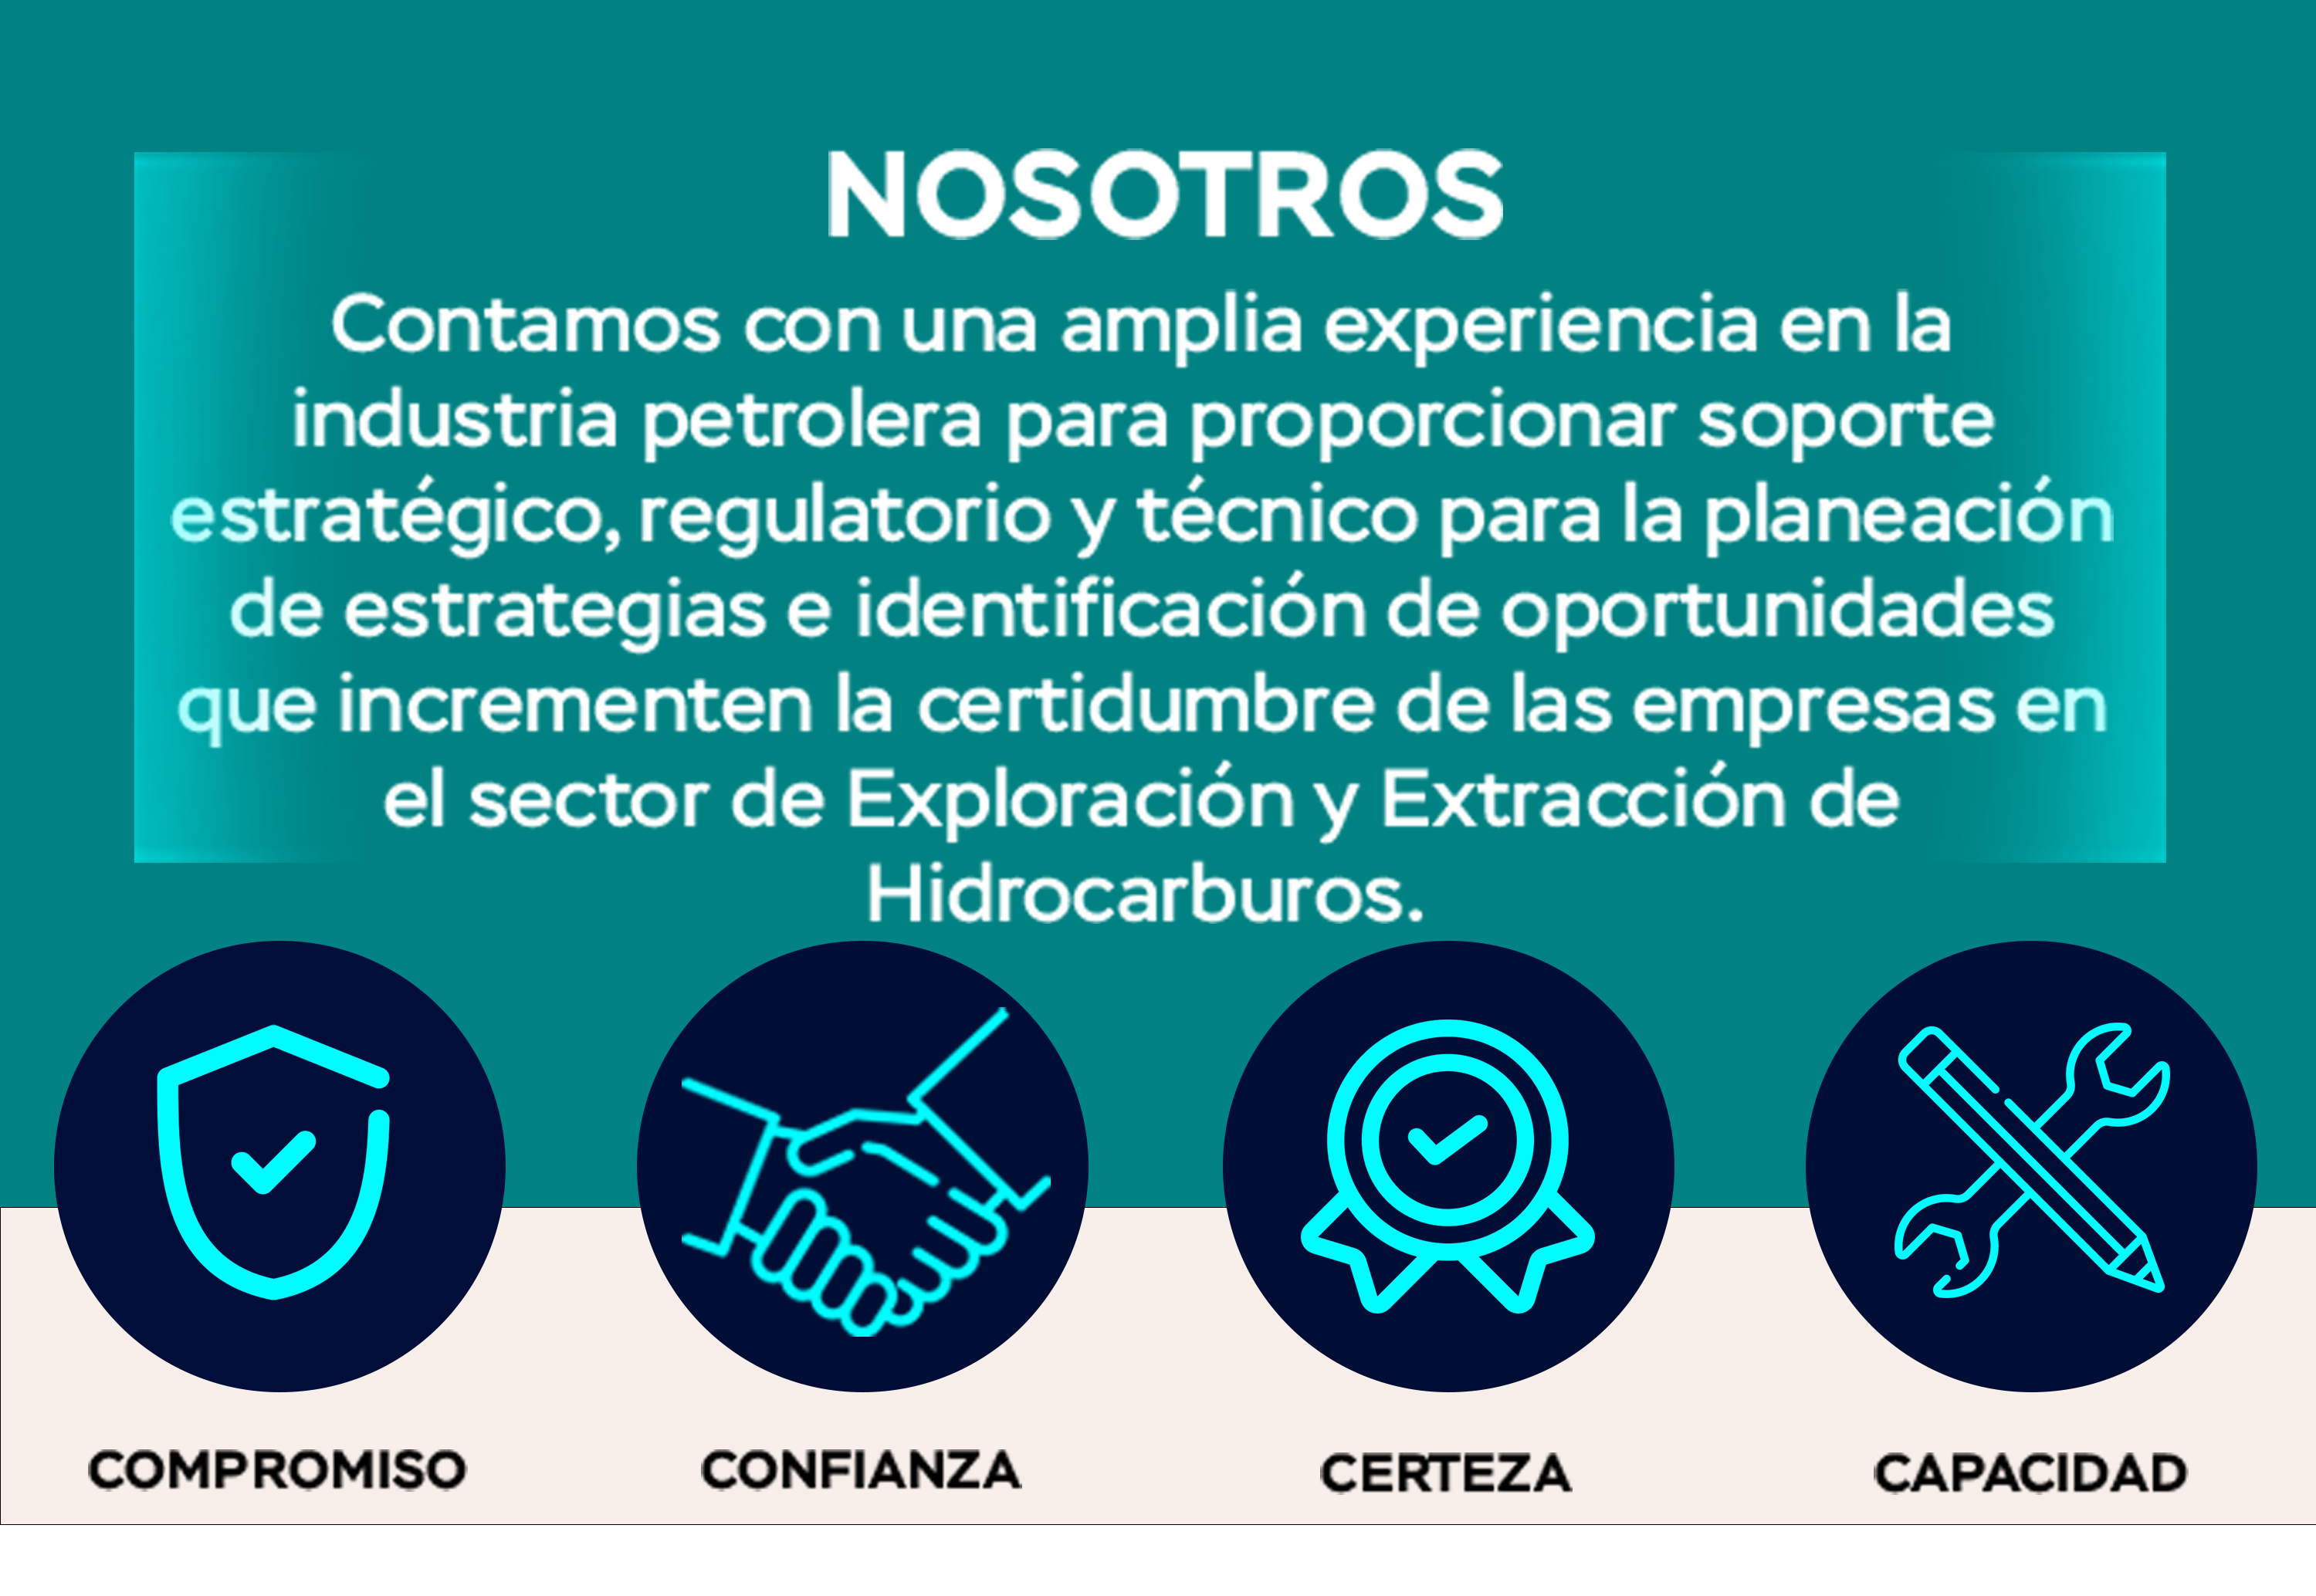 NOSOTROS
Contamos con una amplia experiencia en la
industria petrolera para proporcionar soporte
estratégico, regulatorio y técnico para la planeación
de estrategias e identificación de oportunidades
que incrementen la certidumbre de las empresas en
el sector de Exploración y Extracción de
Hidrocarburos.
COMPROMISO
CONFIANZA
CERTEZA
CAPACIDAD